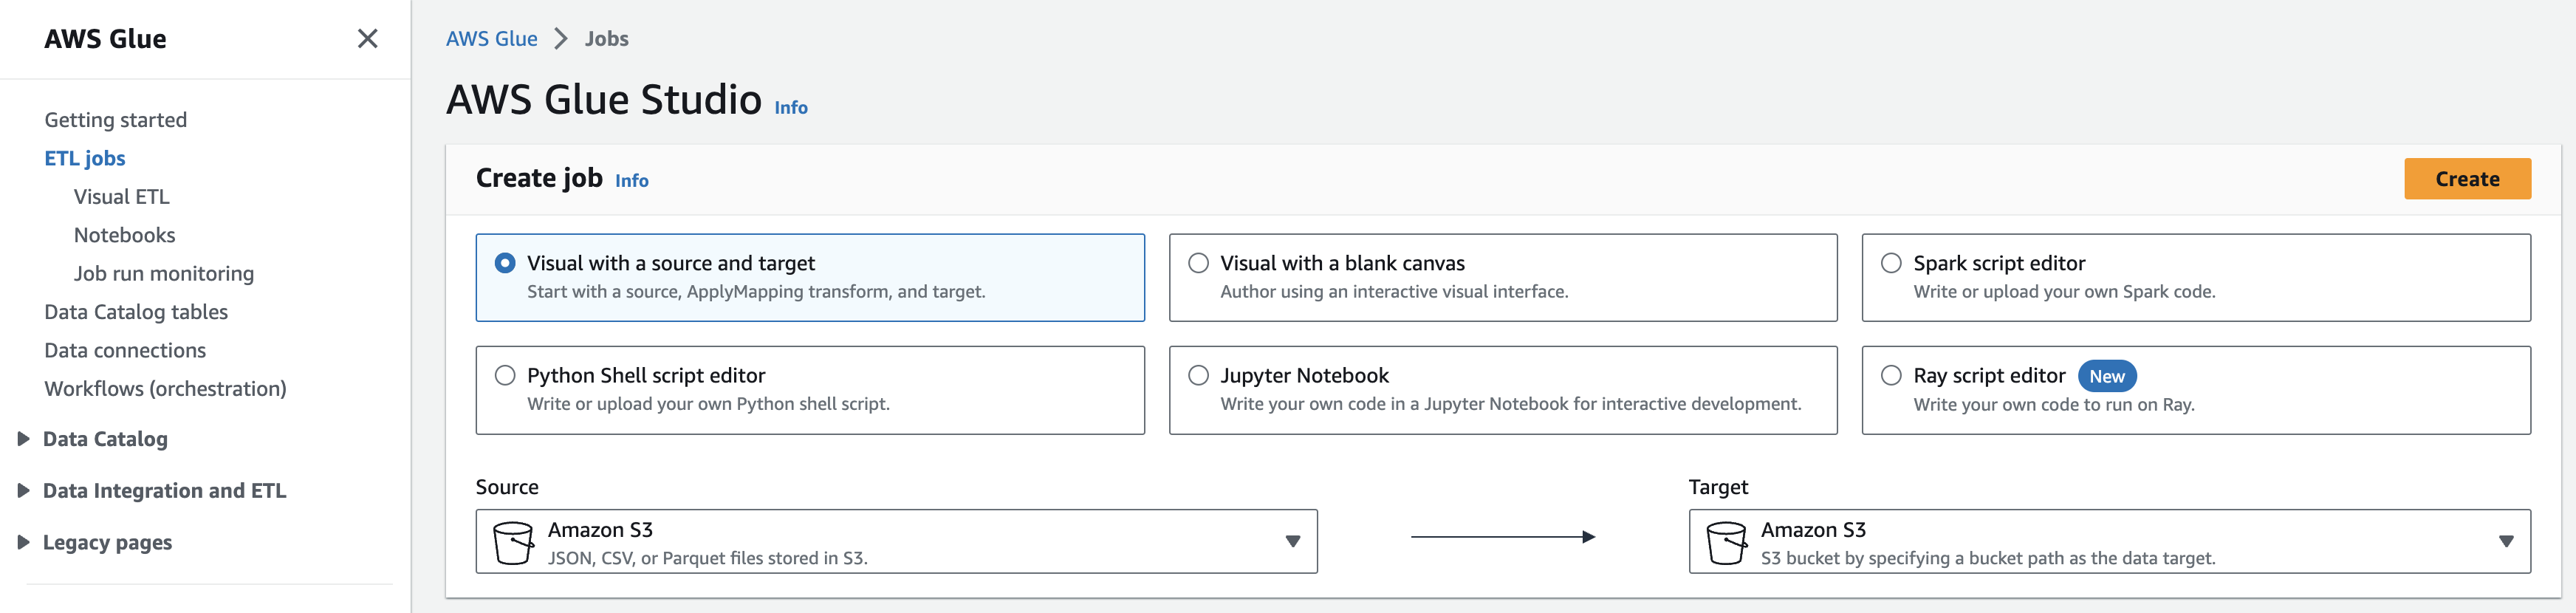 AWS Glue
Getting started
ETL jobs
Visual ETL
Notebooks
Job run monitoring
Data Catalog tables
Data connections
Workflows (orchestration)
Data Catalog
Data Integration and ETL
Legacy pages
AWS Glue > Jobs
AWS Glue Studio Info
Create job Info
Create
Visual with a source and target
Start with a source, ApplyMapping transform, and target.
Visual with a blank canvas
Author using an interactive visual interface.
Spark script editor
Write or upload your own Spark code.
Python Shell script editor
Write or upload your own Python shell script.
Jupyter Notebook
Write your own code in a Jupyter Notebook for interactive development.
Ray script editor New
Write your own code to run on Ray.
Source
Amazon S3
JSON, CSV, or Parquet files stored in S3.
Target
Amazon S3
S3 bucket by specifying a bucket path as the data target.